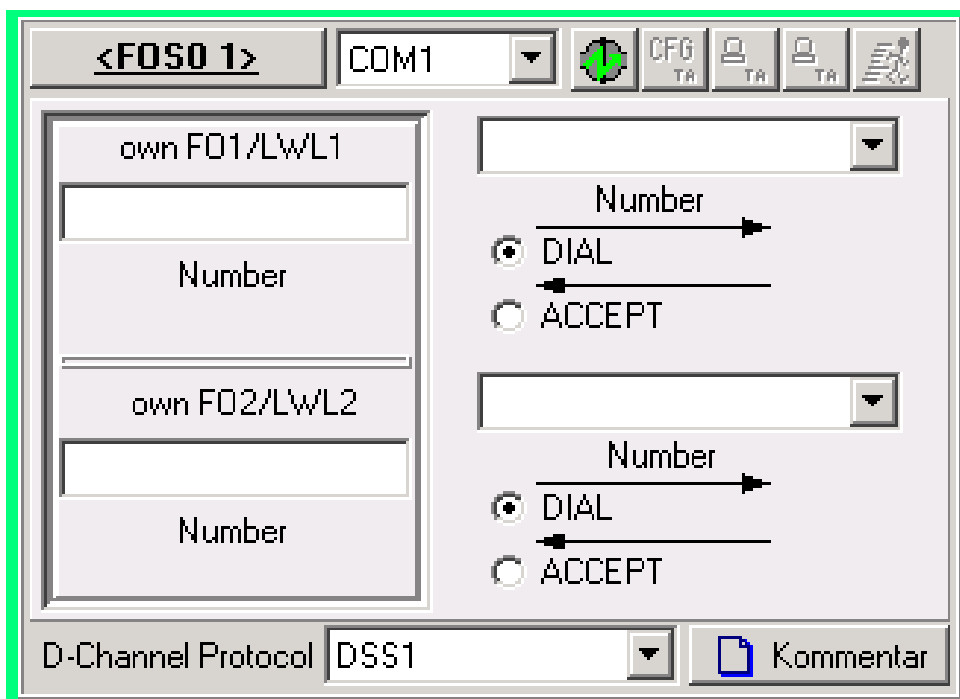 <FOS0 1> COM1 CFG TA TA TA
own FO1/LWL1
Number
Number
DIAL
ACCEPT
own FO2/LWL2
Number
Number
DIAL
ACCEPT
D-Channel Protocol DSS1 Kommentar